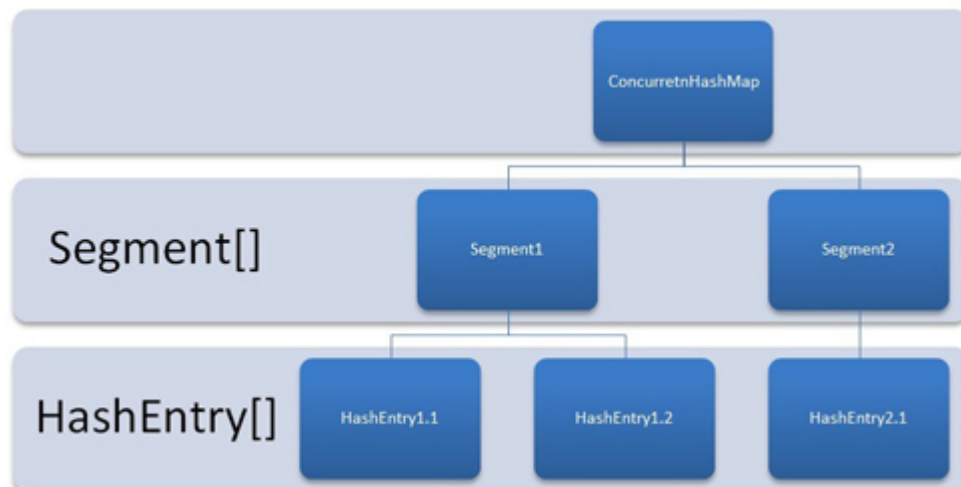 ConcurretnHashMap
Segment[]
Segment1
Segment2
HashEntry[]
HashEntry1.1
HashEntry1.2
HashEntry2.1